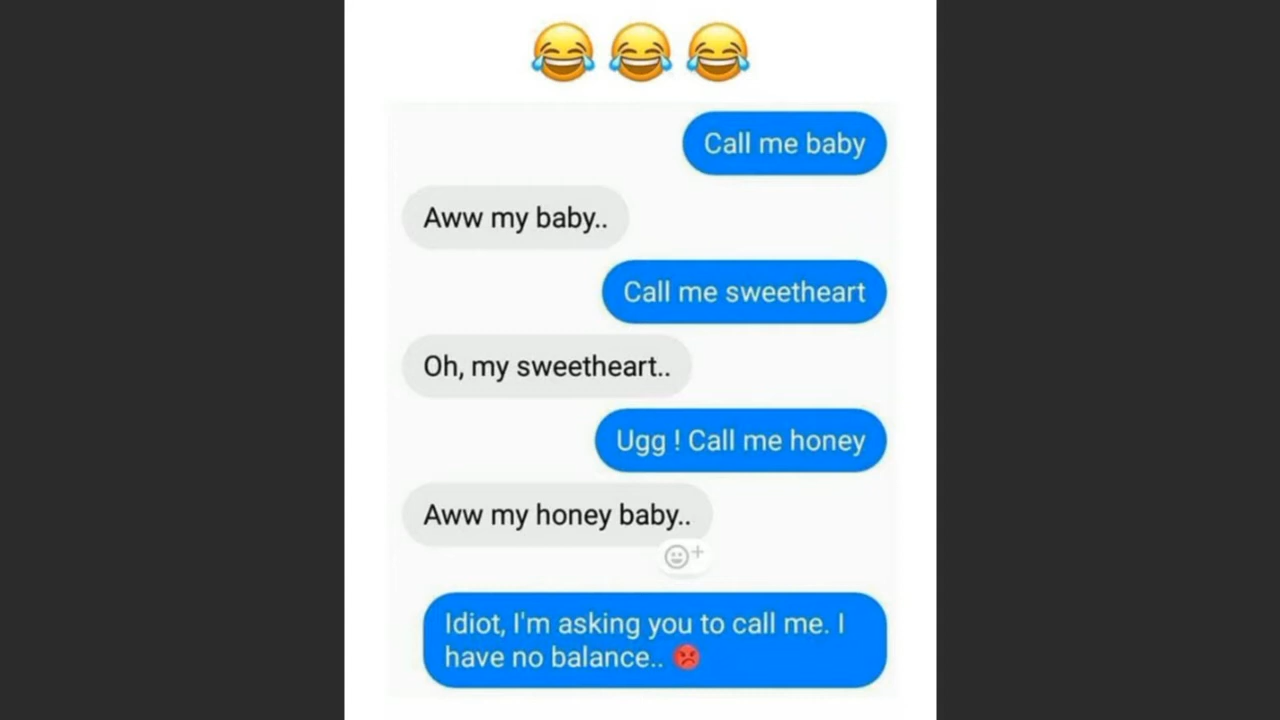 Call me baby
Aww my baby..
Call me sweetheart
Oh, my sweetheart..
Ugg ! Call me honey
Aww my honey baby..
Idiot, I'm asking you to call me. I
have no balance.. 😡